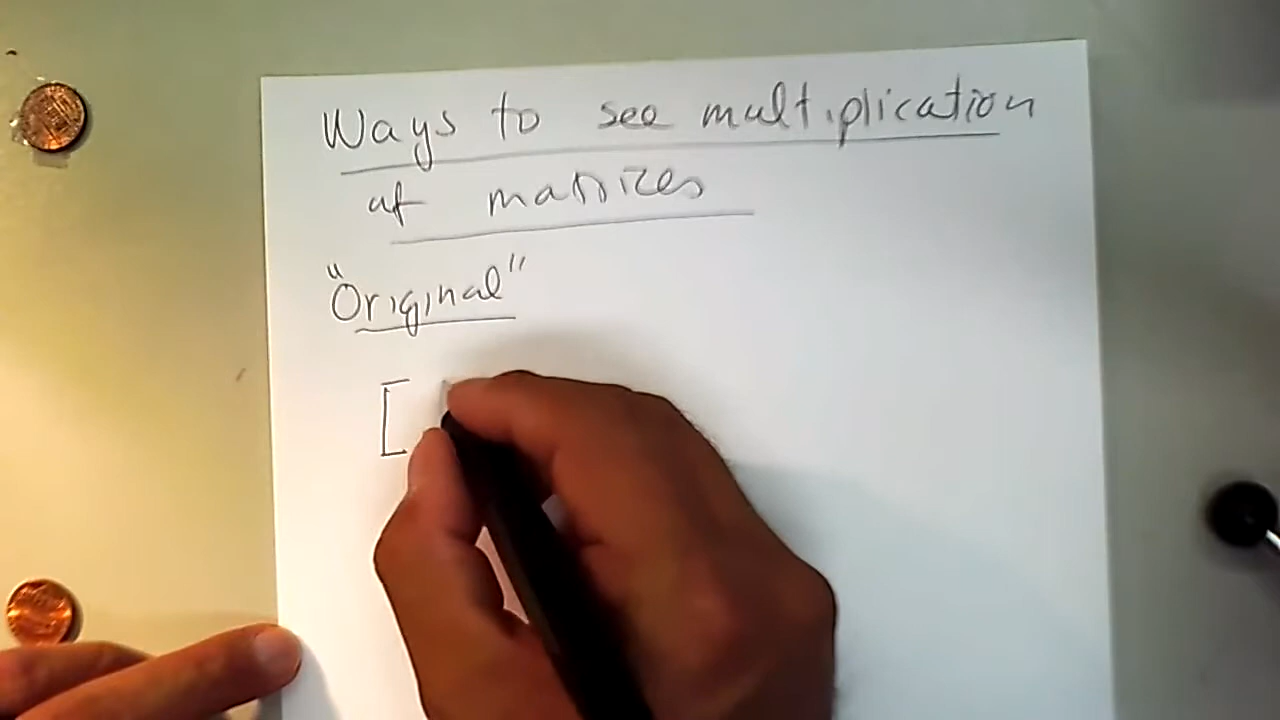 Ways to see multiplication
of matrices
"Original"
[